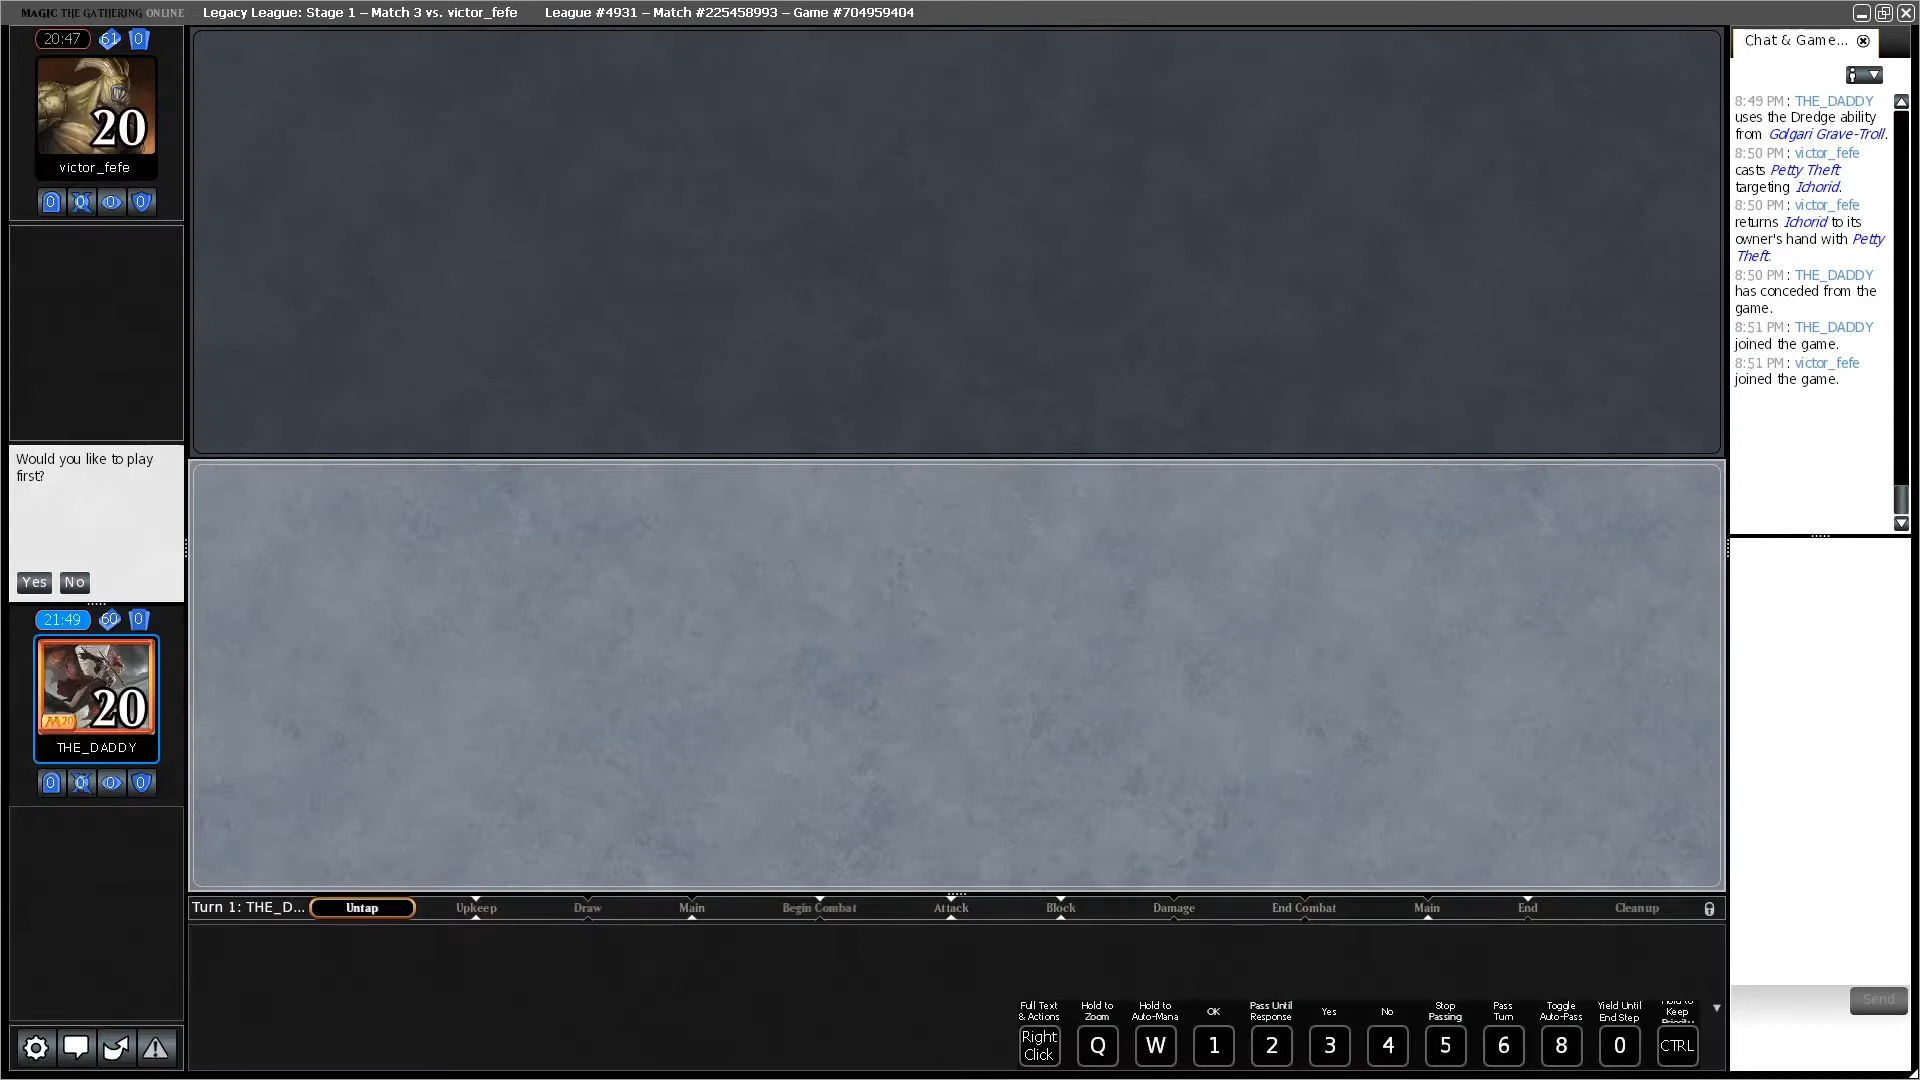 MAGIC THE GATHERING ONLINE
Legacy League: Stage 1 – Match 3 vs. victor_fefe
League #4931 – Match #225458993 – Game #704959404
20:47
61
0
20
victor_fefe
0
0
0
0
Would you like to play
first?
Yes
No
21:49
60
0
M20
20
THE_DADDY
0
0
0
0
Turn 1: THE_D...
Untap
Upkeep
Draw
Main
Begin Combat
Attack
Block
Damage
End Combat
Main
End
Cleanup
Full Text
& Actions
Right
Click
Hold to
Zoom
Q
Hold to
Auto-Mana
W
OK
1
Pass Until
Response
2
Yes
3
No
4
Stop
Passing
5
Pass
Turn
6
Toggle
Auto-Pass
8
Yield Until
End Step
0
Keep
CTRL
Chat & Game...
8:49 PM: THE_DADDY
uses the Dredge ability
from Golgari Grave-Troll.
8:50 PM: victor_fefe
casts Petty Theft
targeting Ichorid.
8:50 PM: victor_fefe
returns Ichorid to its
owner's hand with Petty
Theft.
8:50 PM: THE_DADDY
has conceded from the
game.
8:51 PM: THE_DADDY
joined the game.
8:51 PM: victor_fefe
joined the game.
Send